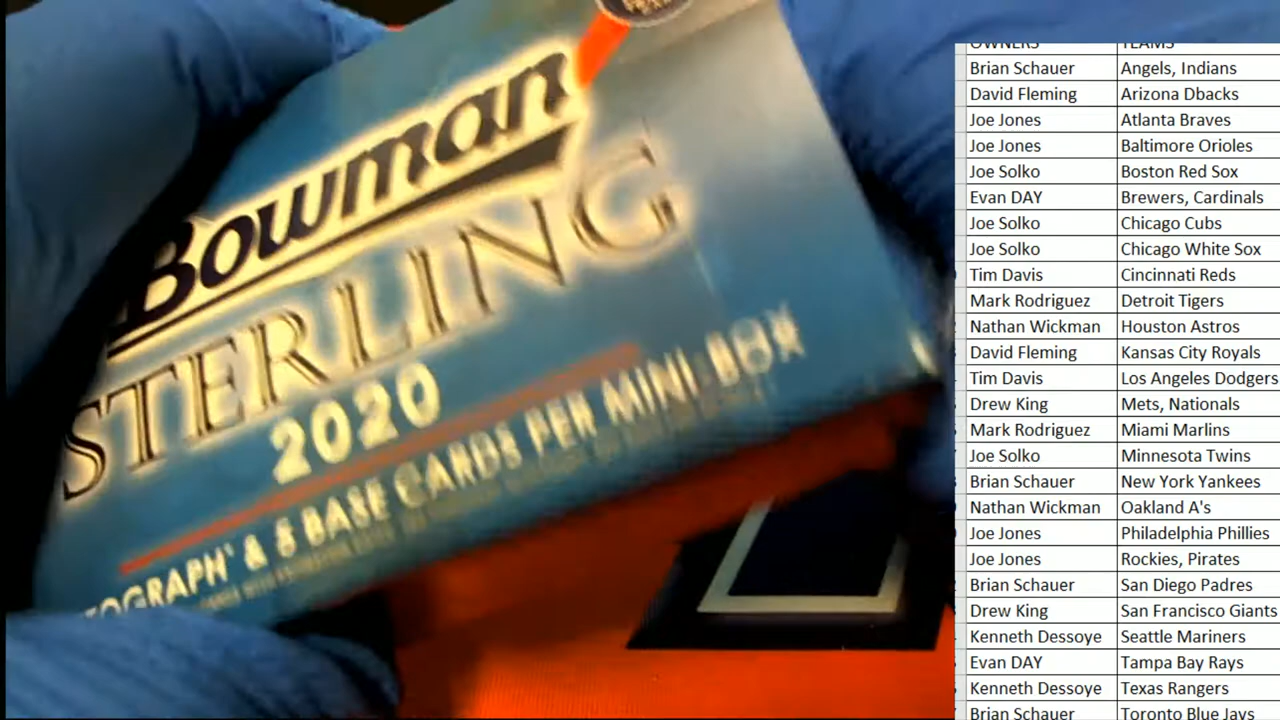 Bowman
STERLING
2020
TOGRAPH* & 5 BASE CARDS PER MINI-BOX
OWNERS TEAMS
Brian Schauer Angels, Indians
David Fleming Arizona Dbacks
Joe Jones Atlanta Braves
Joe Jones Baltimore Orioles
Joe Solko Boston Red Sox
Evan DAY Brewers, Cardinals
Joe Solko Chicago Cubs
Joe Solko Chicago White Sox
Tim Davis Cincinnati Reds
Mark Rodriguez Detroit Tigers
Nathan Wickman Houston Astros
David Fleming Kansas City Royals
Tim Davis Los Angeles Dodgers
Drew King Mets, Nationals
Mark Rodriguez Miami Marlins
Joe Solko Minnesota Twins
Brian Schauer New York Yankees
Nathan Wickman Oakland A's
Joe Jones Philadelphia Phillies
Joe Jones Rockies, Pirates
Brian Schauer San Diego Padres
Drew King San Francisco Giants
Kenneth Dessoye Seattle Mariners
Evan DAY Tampa Bay Rays
Kenneth Dessoye Texas Rangers
Brian Schauer Toronto Blue Jays